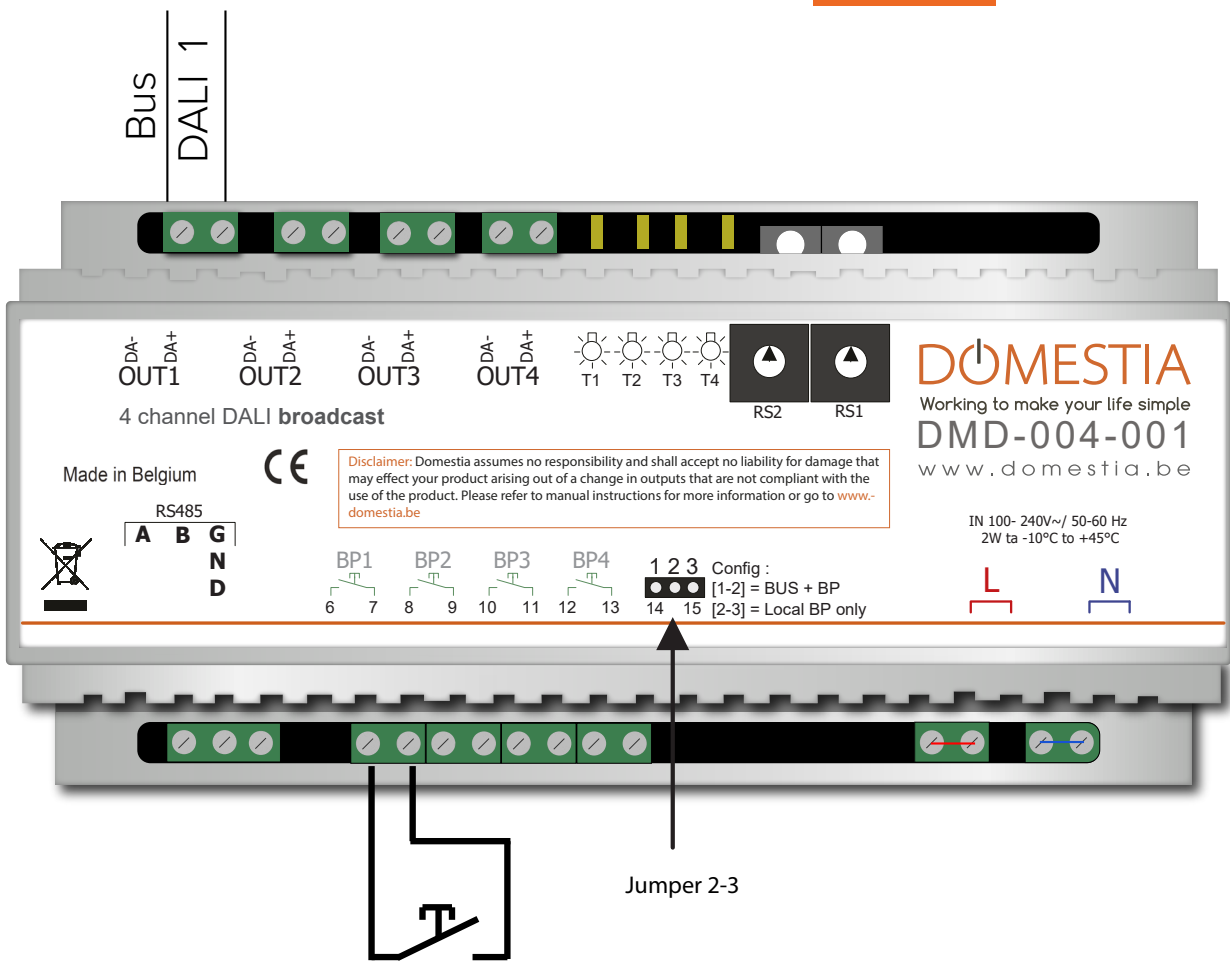 Bus
DALI 1
DA- DA+ DA- DA+ DA- DA+ DA- DA+
OUT1 OUT2 OUT3 OUT4
T1 T2 T3 T4
RS2 RS1
4 channel DALI broadcast
DOMESTIA
Working to make your life simple
DMD-004-001
www.domestia.be
Made in Belgium
CE
Disclaimer: Domestia assumes no responsibility and shall accept no liability for damage that
may effect your product arising out of a change in outputs that are not compliant with the
use of the product. Please refer to manual instructions for more information or go to www.-
domestia.be
RS485
A B G
N
D
BP1 BP2 BP3 BP4
6 7 8 9 10 11 12 13
1 2 3
14 15
Config :
[1-2] = BUS + BP
[2-3] = Local BP only
IN 100- 240V~/ 50-60 Hz
2W ta -10°C to +45°C
L N
Jumper 2-3